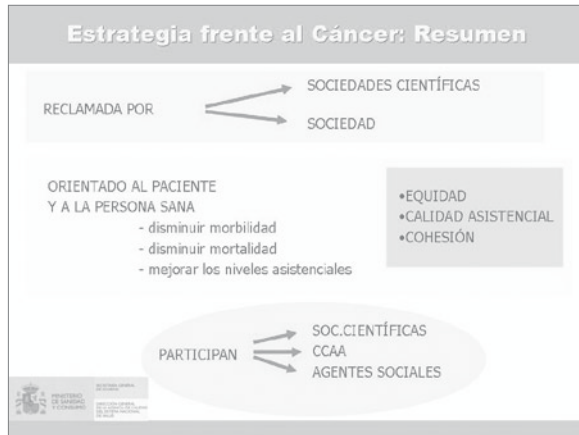 Estrategia frente al Cáncer: Resumen
RECLAMADA POR
SOCIEDADES CIENTÍFICAS
SOCIEDAD
ORIENTADO AL PACIENTE
Y A LA PERSONA SANA
- disminuir morbilidad
- disminuir mortalidad
- mejorar los niveles asistenciales
•EQUIDAD
•CALIDAD ASISTENCIAL
•COHESIÓN
PARTICIPAN
SOC.CIENTÍFICAS
CCAA
AGENTES SOCIALES
MINISTERIO
DE SANIDAD
Y CONSUMO